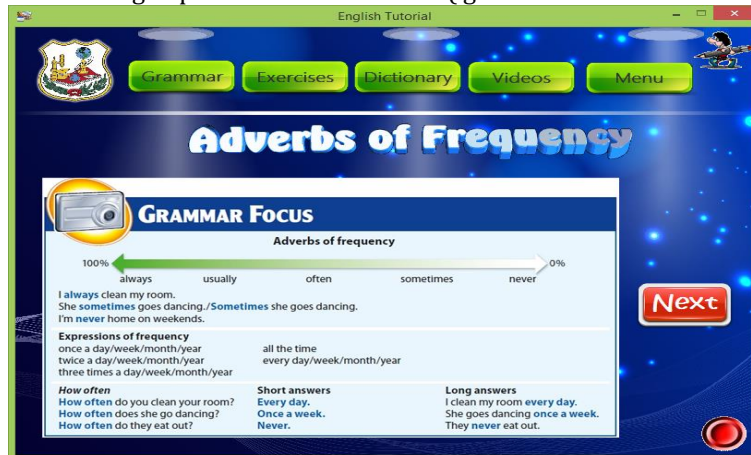 English Tutorial
Grammar Exercises Dictionary Videos Menu
Adverbs of Frequency
GRAMMAR FOCUS
Adverbs of frequency
100% 0%
always usually often sometimes never
I always clean my room.
She sometimes goes dancing./Sometimes she goes dancing.
I'm never home on weekends.
Next
Expressions of frequency
once a day/week/month/year all the time
twice a day/week/month/year every day/week/month/year
three times a day/week/month/year
How often Short answers Long answers
How often do you clean your room? Every day. I clean my room every day.
How often does she go dancing? Once a week. She goes dancing once a week.
How often do they eat out? Never. They never eat out.